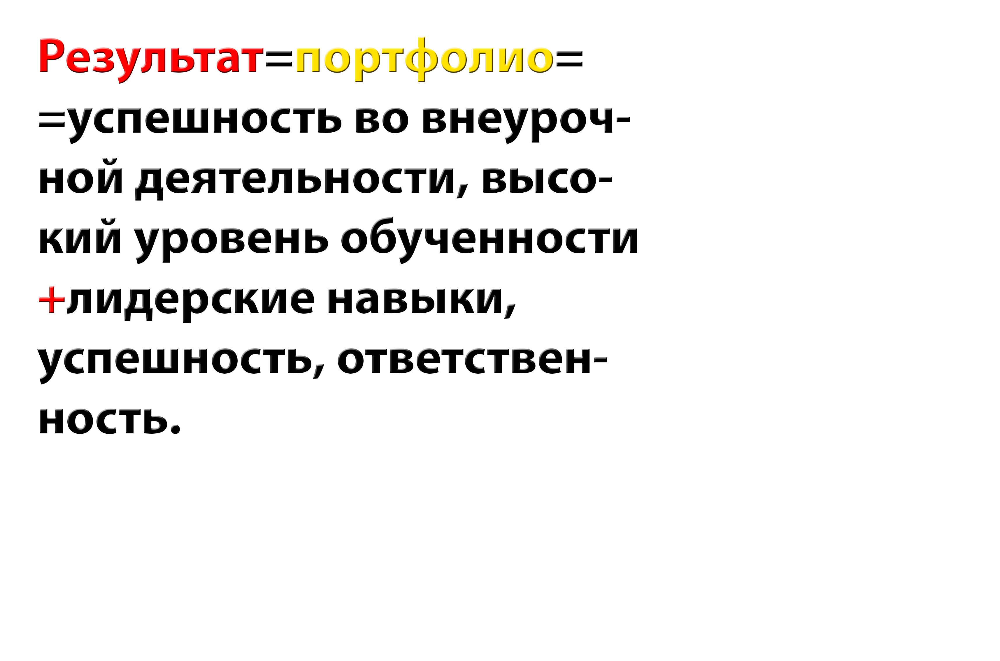 Результат=портфолио=
=успешность во внеуроч-
ной деятельности, высо-
кий уровень обученности
+лидерские навыки,
успешность, ответствен-
ность.